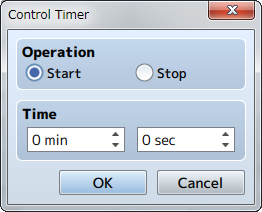 Control Timer
Operation
Start Stop
Time
0 min 0 sec
OK Cancel